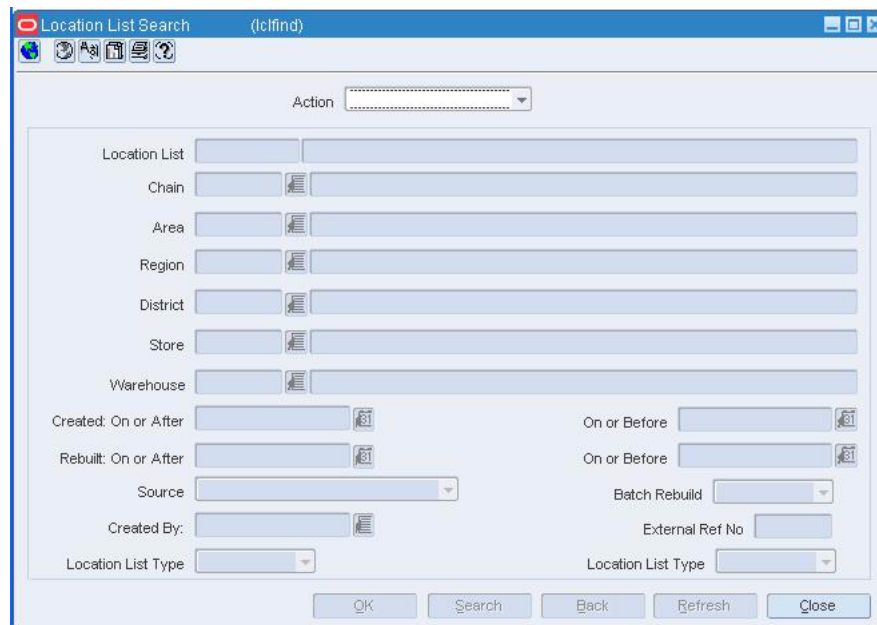 Location List Search (lclfind)
Action
Location List
Chain
Area
Region
District
Store
Warehouse
Created: On or After On or Before
Rebuilt: On or After On or Before
Source Batch Rebuild
Created By: External Ref No
Location List Type Location List Type
OK Search Back Refresh Close